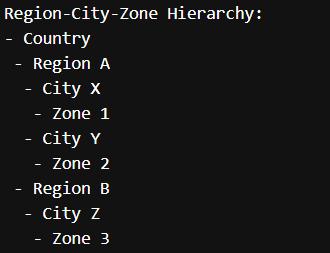 Region-City-Zone Hierarchy:
- Country
 - Region A
  - City X
   - Zone 1
  - City Y
   - Zone 2
 - Region B
  - City Z
   - Zone 3